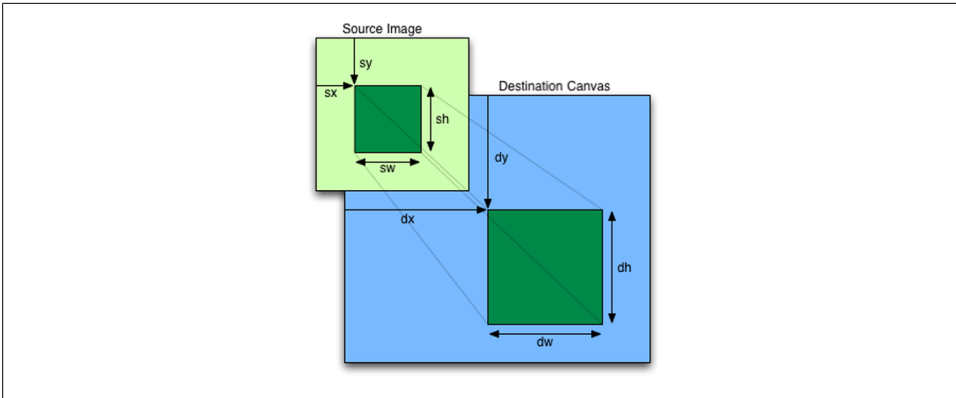 Source Image
sy
sx
sh
sw
Destination Canvas
dy
dx
dh
dw